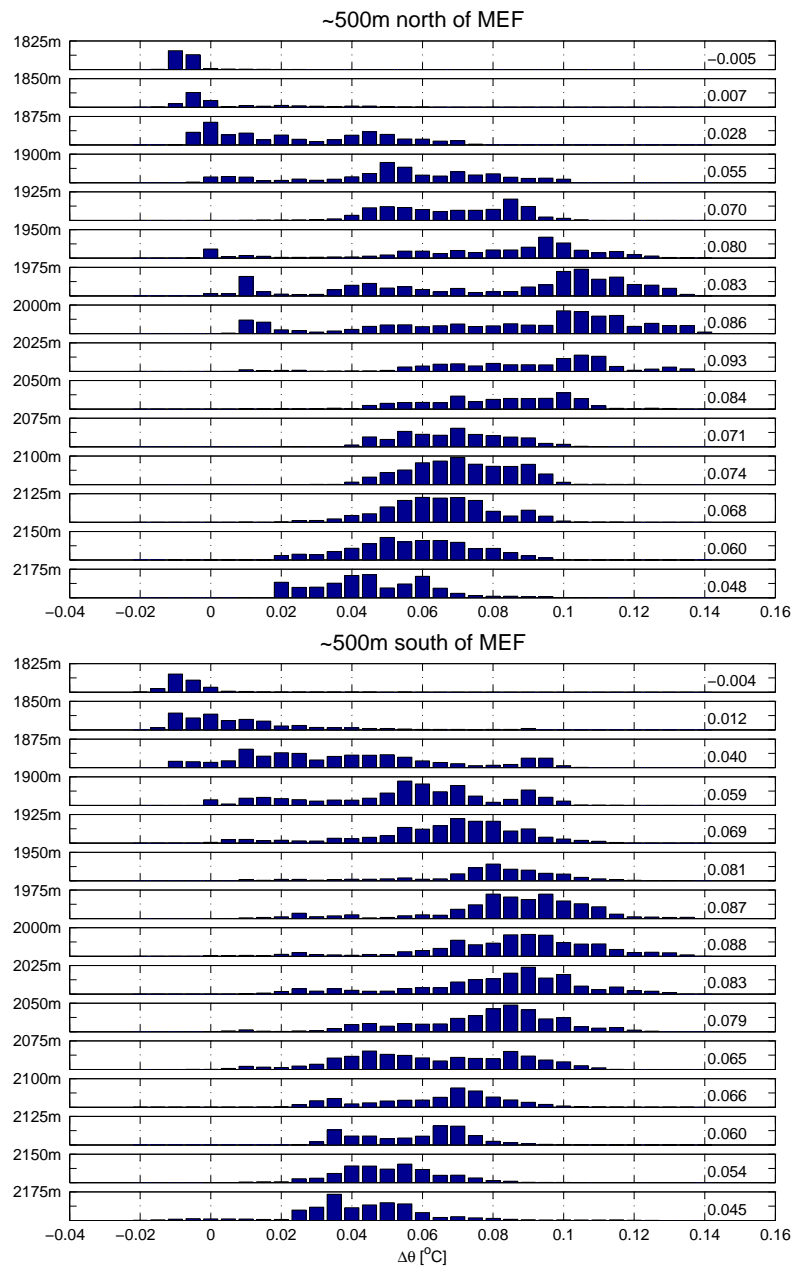 ~500m north of MEF
1825m
−0.005
1850m
0.007
1875m
0.028
1900m
0.055
1925m
0.070
1950m
0.080
1975m
0.083
2000m
0.086
2025m
0.093
2050m
0.084
2075m
0.071
2100m
0.074
2125m
0.068
2150m
0.060
2175m
0.048
−0.04 −0.02 0 0.02 0.04 0.06 0.08 0.1 0.12 0.14 0.16
~500m south of MEF
1825m
−0.004
1850m
0.012
1875m
0.040
1900m
0.059
1925m
0.069
1950m
0.081
1975m
0.087
2000m
0.088
2025m
0.083
2050m
0.079
2075m
0.065
2100m
0.066
2125m
0.060
2150m
0.054
2175m
0.045
−0.04 −0.02 0 0.02 0.04 0.06 0.08 0.1 0.12 0.14 0.16
Δθ [°C]